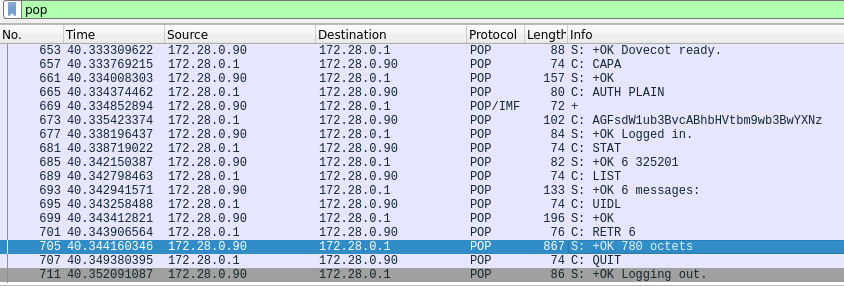 pop
No. Time Source Destination Protocol Length Info
653 40.333309622 172.28.0.90 172.28.0.1 POP 88 S: +OK Dovecot ready.
657 40.333769215 172.28.0.1 172.28.0.90 POP 74 C: CAPA
661 40.334008303 172.28.0.90 172.28.0.1 POP 157 S: +OK
665 40.334374462 172.28.0.1 172.28.0.90 POP 80 C: AUTH PLAIN
669 40.334852894 172.28.0.90 172.28.0.1 POP/IMF 72 +
673 40.335423374 172.28.0.1 172.28.0.90 POP 102 C: AGFsdW1ub3BvcABhbHVtbm9wb3BwYXNz
677 40.338196437 172.28.0.90 172.28.0.1 POP 84 S: +OK Logged in.
681 40.338719022 172.28.0.1 172.28.0.90 POP 74 C: STAT
685 40.342150387 172.28.0.90 172.28.0.1 POP 82 S: +OK 6 325201
689 40.342798463 172.28.0.1 172.28.0.90 POP 74 C: LIST
693 40.342941571 172.28.0.90 172.28.0.1 POP 133 S: +OK 6 messages:
695 40.343258488 172.28.0.1 172.28.0.90 POP 74 C: UIDL
699 40.343412821 172.28.0.90 172.28.0.1 POP 196 S: +OK
701 40.343906564 172.28.0.1 172.28.0.90 POP 76 C: RETR 6
705 40.344160346 172.28.0.90 172.28.0.1 POP 867 S: +OK 780 octets
707 40.349380395 172.28.0.1 172.28.0.90 POP 74 C: QUIT
711 40.352091087 172.28.0.90 172.28.0.1 POP 86 S: +OK Logging out.